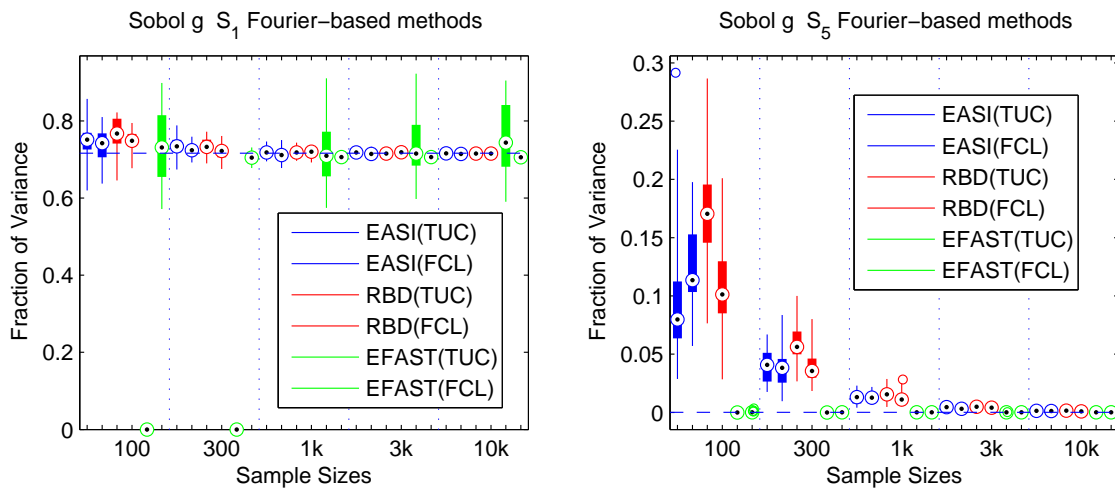 Sobol g S1 Fourier−based methods
Fraction of Variance
0.8
0.6
0.4
0.2
0
100 300 1k 3k 10k
Sample Sizes
EASI(TUC)
EASI(FCL)
RBD(TUC)
RBD(FCL)
EFAST(TUC)
EFAST(FCL)
Sobol g S5 Fourier−based methods
Fraction of Variance
0.3
0.25
0.2
0.15
0.1
0.05
0
100 300 1k 3k 10k
Sample Sizes
EASI(TUC)
EASI(FCL)
RBD(TUC)
RBD(FCL)
EFAST(TUC)
EFAST(FCL)